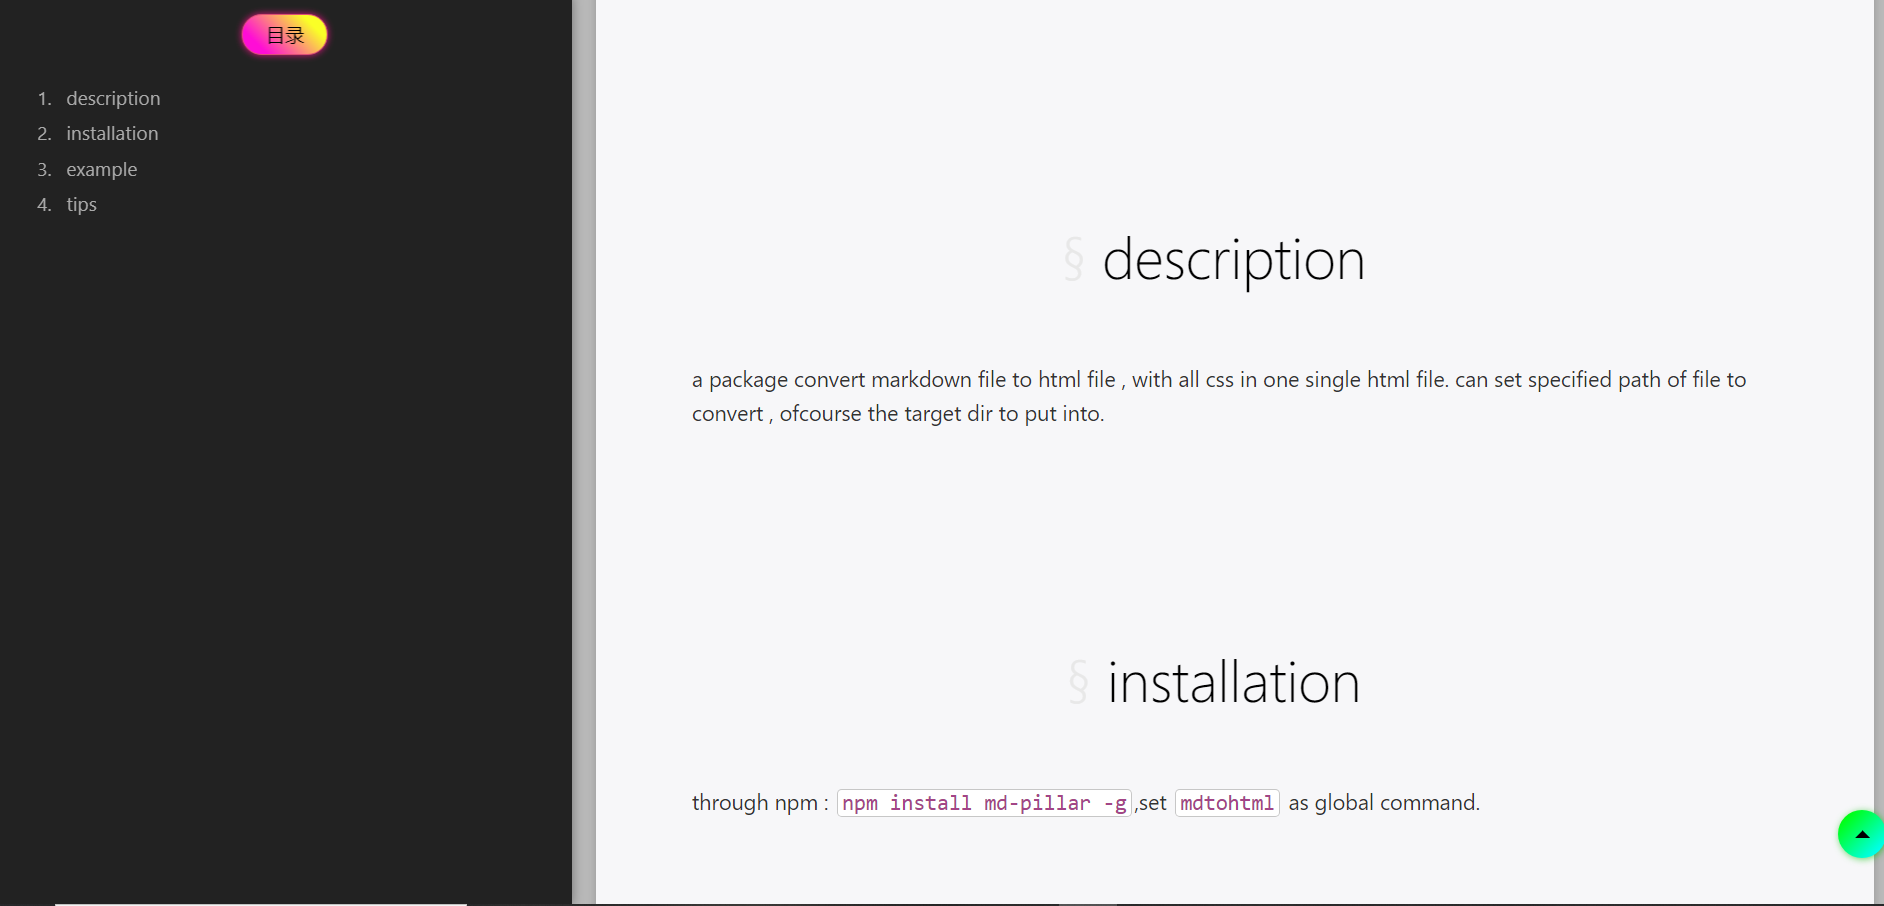 目录
1. description
2. installation
3. example
4. tips
§ description
a package convert markdown file to html file , with all css in one single html file. can set specified path of file to
convert , ofcourse the target dir to put into.
§ installation
through npm : npm install md-pillar -g ,set mdtohtml as global command.